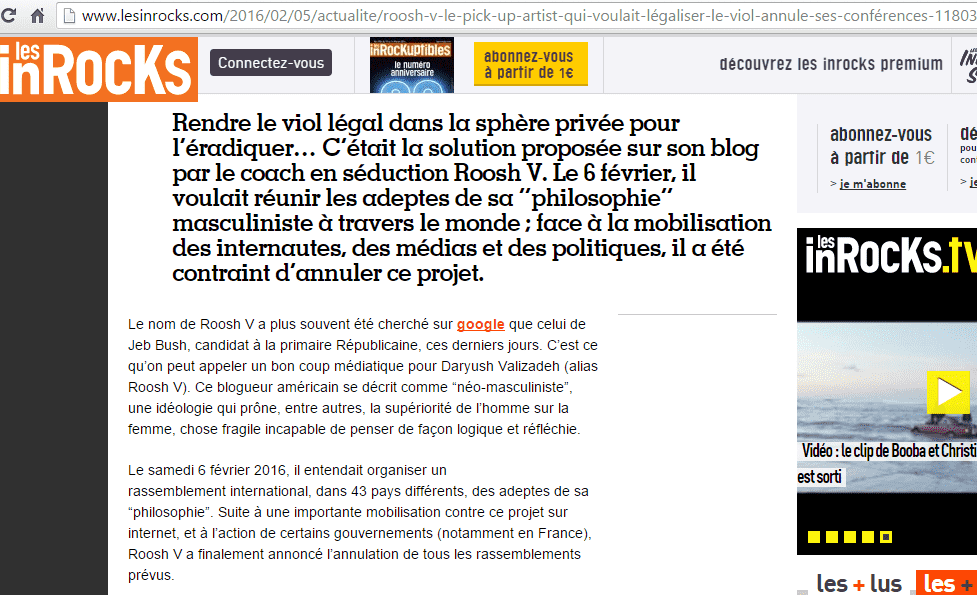 www.lesinrocks.com/2016/02/05/actualite/roosh-v-le-pick-up-artist-qui-voulait-légaliser-le-viol-annule-ses-conférences-11803
les
inRocKs
Connectez-vous
inRocKuptibles
le numéro
anniversaire
abonnez-vous
à partir de 1€
découvrez les inrocks premium
Rendre le viol légal dans la sphère privée pour
l’éradiquer… C’était la solution proposée sur son blog
par le coach en séduction Roosh V. Le 6 février, il
voulait réunir les adeptes de sa “philosophie”
masculiniste à travers le monde ; face à la mobilisation
des internautes, des médias et des politiques, il a été
contraint d’annuler ce projet.
Le nom de Roosh V a plus souvent été cherché sur google que celui de
Jeb Bush, candidat à la primaire Républicaine, ces derniers jours. C’est ce
qu’on peut appeler un bon coup médiatique pour Daryush Valizadeh (alias
Roosh V). Ce blogueur américain se décrit comme “néo-masculiniste”,
une idéologie qui prône, entre autres, la supériorité de l’homme sur la
femme, chose fragile incapable de penser de façon logique et réfléchie.
Le samedi 6 février 2016, il entendait organiser un
rassemblement international, dans 43 pays différents, des adeptes de sa
“philosophie”. Suite à une importante mobilisation contre ce projet sur
internet, et à l’action de certains gouvernements (notamment en France),
Roosh V a finalement annoncé l’annulation de tous les rassemblements
prévus.
abonnez-vous
à partir de 1€
> je m'abonne
dé
pou
con
> je
les
inRocKs.tv
Vidéo : le clip de Booba et Christi
est sorti
les + lus
les +